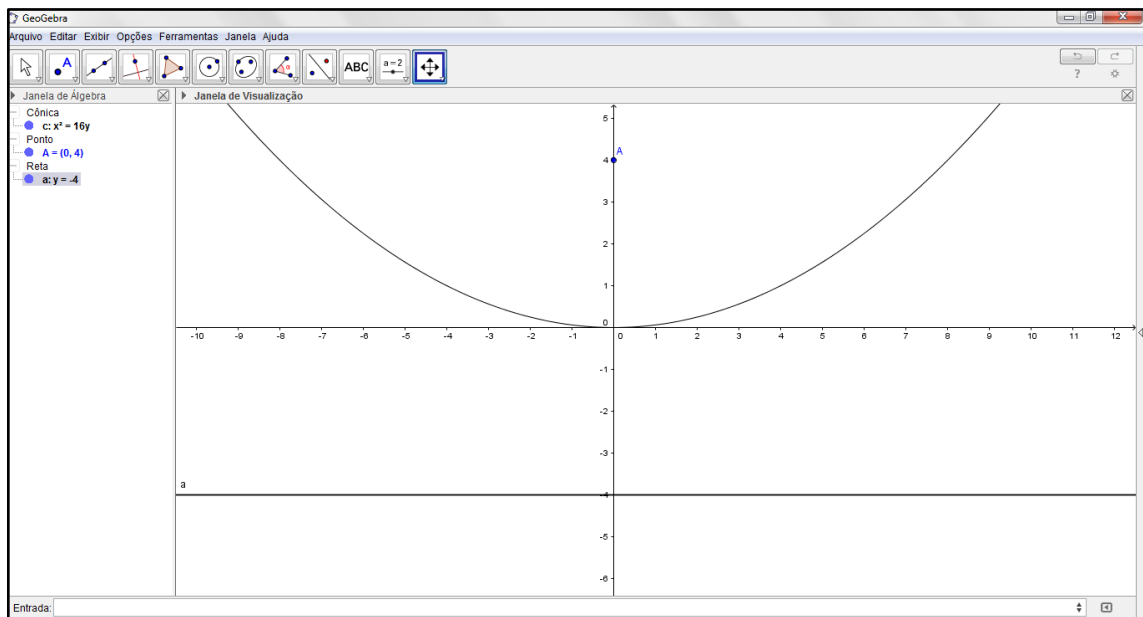 GeoGebra
Arquivo Editar Exibir Opções Ferramentas Janela Ajuda
A
ABC
a = 2
α
?
Janela de Álgebra
Janela de Visualização
Cônica
c: x² = 16y
Ponto
A = (0, 4)
Reta
a: y = -4
5
4
A
3
2
1
0
-10 -9 -8 -7 -6 -5 -4 -3 -2 -1 0 1 2 3 4 5 6 7 8 9 10 11 12
-1
-2
-3
a
-4
-5
-6
Entrada: